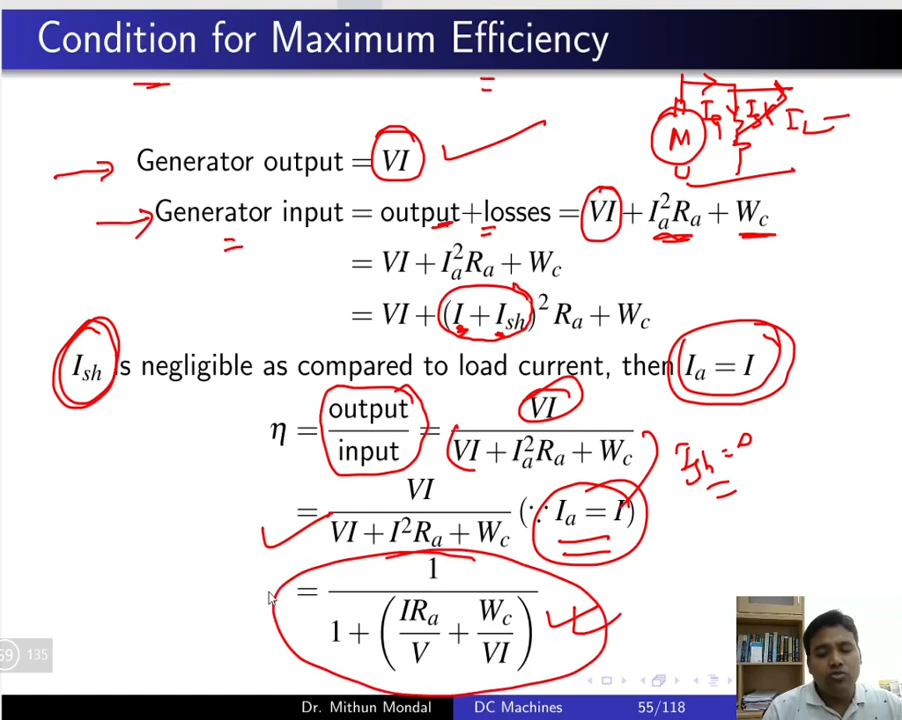 Condition for Maximum Efficiency
M
Generator output = VI
Generator input = output+losses = VI + I_a^2 R_a + W_c
= VI + I_a^2 R_a + W_c
= VI + (I + I_sh)^2 R_a + W_c
I_sh is negligible as compared to load current, then I_a = I
η = output/input = VI/(VI + I_a^2 R_a + W_c)
I_sh = 0
= VI/(VI + I^2 R_a + W_c) (∵ I_a = I)
= 1/(1 + (IR_a/V + W_c/VI))
59 135
Dr. Mithun Mondal DC Machines 55/118